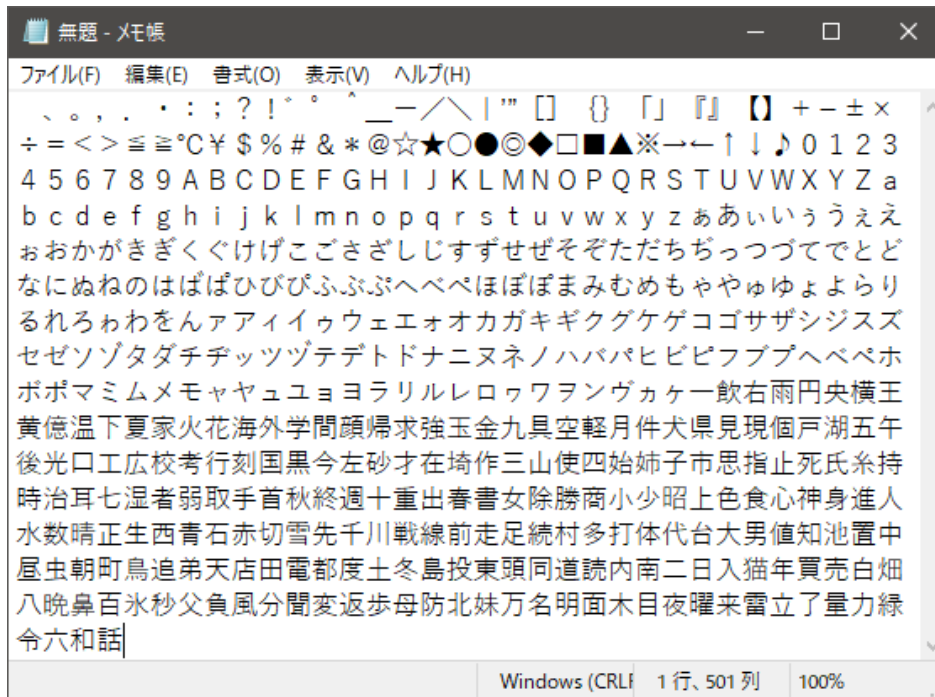 無題 - メモ帳
ファイル(F) 編集(E) 書式(O) 表示(V) ヘルプ(H)
　、。，．・：；？！゛゜＾＿ー／＼｜’”［］｛｝「」『』【】＋－±×
÷＝＜＞≦≧℃￥＄％＃＆＊＠☆★○●◎◆□■▲※→←↑↓♪０１２３
４５６７８９ＡＢＣＤＥＦＧＨＩＪＫＬＭＮＯＰＱＲＳＴＵＶＷＸＹＺａ
ｂｃｄｅｆｇｈｉｊｋｌｍｎｏｐｑｒｓｔｕｖｗｘｙｚぁあぃいぅうぇえ
ぉおかがきぎくぐけげこごさざしじすずせぜそぞただちぢっつづてでとど
なにぬねのはばぱひびぴふぶぷへべぺほぼぽまみむめもゃやゅゆょよらり
るれろゎわをんァアィイゥウェエォオカガキギクグケゲコゴサザシジスズ
セゼソゾタダチヂッツヅテデトドナニヌネノハバパヒビピフブプヘベペホ
ボポマミムメモャヤュユョヨラリルレロヮワヲンヴヵヶ一飲右雨円央横王
黄億温下夏家火花海外学間顔帰求強玉金九具空軽月件犬県見現個戸湖五午
後光口工広校考行刻国黒今左砂才在埼作三山使四始姉子市思指止死氏糸持
時治耳七湿者弱取手首秋終週十重出春書女除勝商小少昭上色食心神身進人
水数晴正生西青石赤切雪先千川戦線前走足続村多打体代台大男値知池置中
昼虫朝町鳥追弟天店田電都度土冬島投東頭同道読内南二日入猫年買売白畑
八晩鼻百氷秒父負風分聞変返歩母防北妹万名明面木目夜曜来雷立了量力緑
令六和話
Windows (CRLF 1 行、501 列 100%